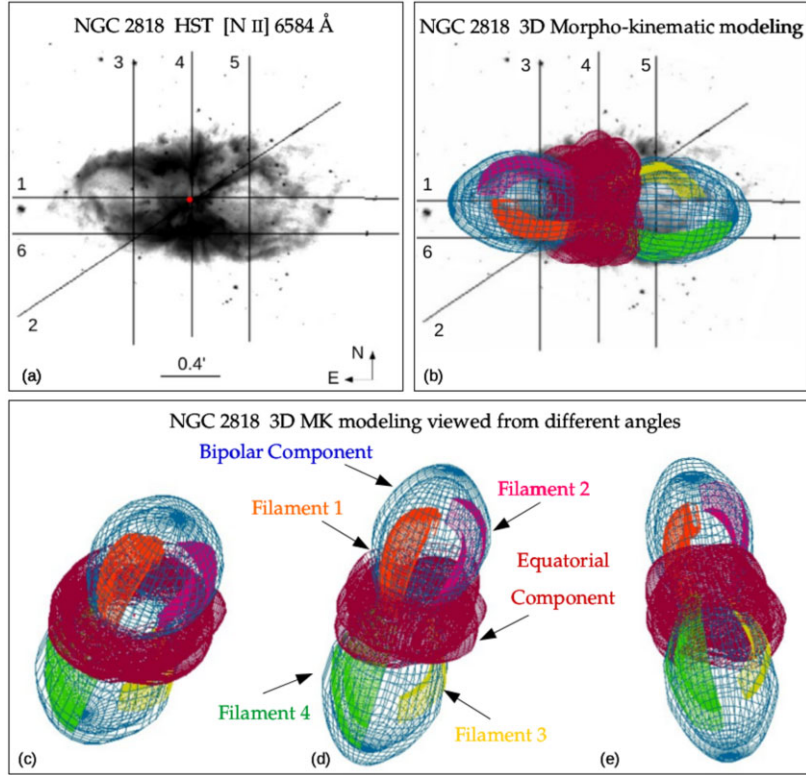 NGC 2818 HST [N II] 6584 Å
3
4
5
1
6
2
(a)
0.4'
N
E
NGC 2818 3D Morpho-kinematic modeling
3
4
5
1
6
2
(b)
NGC 2818 3D MK modeling viewed from different angles
Bipolar Component
Filament 1
Filament 2
Equatorial
Component
Filament 4
Filament 3
(c)
(d)
(e)